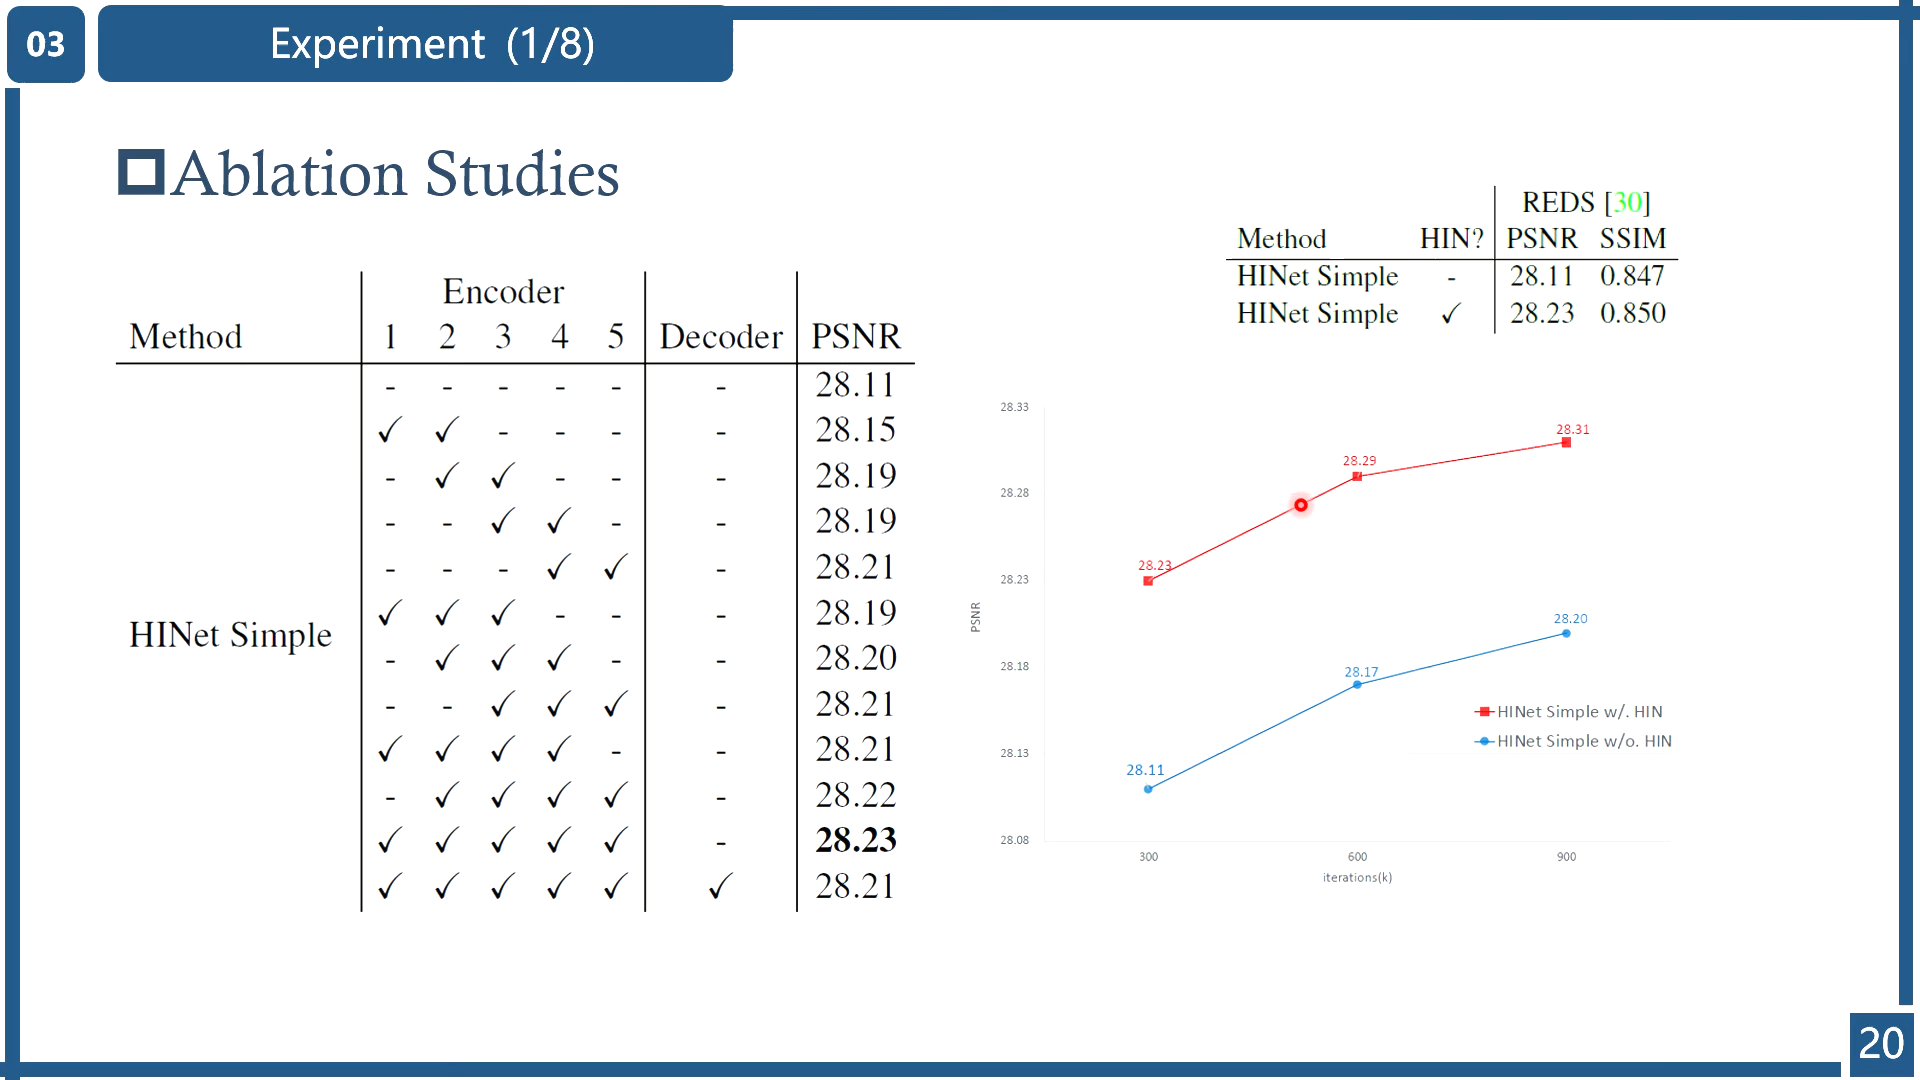 03
Experiment (1/8)
Ablation Studies
Encoder
Method 1 2 3 4 5 Decoder PSNR
- - - - - - 28.11
✓ ✓ - - - - 28.15
- ✓ ✓ - - - 28.19
- - ✓ ✓ - - 28.19
- - - ✓ ✓ - 28.21
✓ ✓ ✓ - - - 28.19
HINet Simple
- ✓ ✓ ✓ - - 28.20
- - ✓ ✓ ✓ - 28.21
✓ ✓ ✓ ✓ - - 28.21
- ✓ ✓ ✓ ✓ - 28.22
✓ ✓ ✓ ✓ ✓ - 28.23
✓ ✓ ✓ ✓ ✓ ✓ 28.21
REDS [30]
Method HIN? PSNR SSIM
HINet Simple - 28.11 0.847
HINet Simple ✓ 28.23 0.850
28.33
28.28
28.23
28.18
28.13
28.08
PSNR
28.31
28.29
28.23
28.20
28.17
28.11
HINet Simple w/. HIN
HINet Simple w/o. HIN
300 600 900
iterations(k)
20